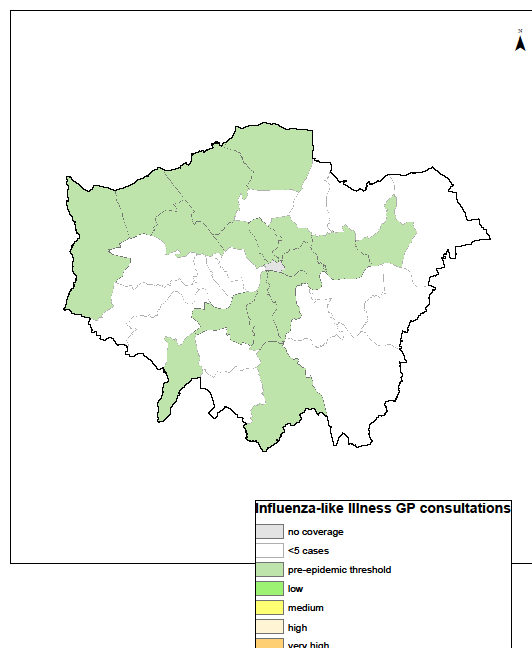 N
Influenza-like Illness GP consultations
no coverage
<5 cases
pre-epidemic threshold
low
medium
high
very high